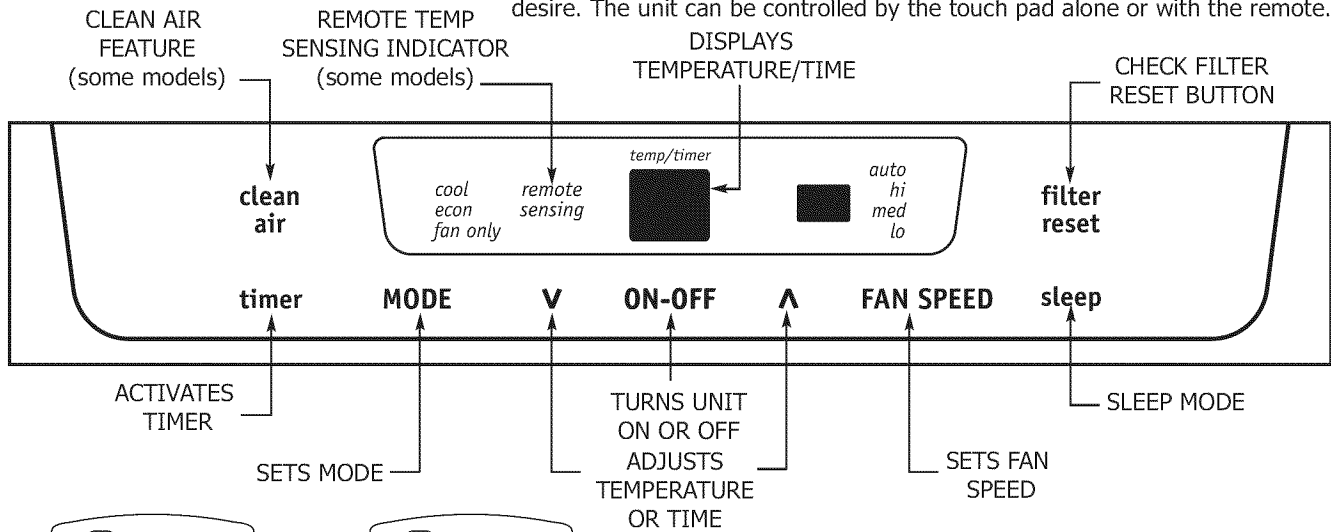 desire. The unit can be controlled by the touch pad alone or with the remote.
CLEAN AIR
FEATURE
(some models)
REMOTE TEMP
SENSING INDICATOR
(some models)
DISPLAYS
TEMPERATURE/TIME
CHECK FILTER
RESET BUTTON
clean
air
cool
econ
fan only
remote
sensing
temp/timer
auto
hi
med
lo
filter
reset
timer
MODE
V
ON-OFF
Λ
FAN SPEED
sleep
ACTIVATES
TIMER
SETS MODE
TURNS UNIT
ON OR OFF
ADJUSTS
TEMPERATURE
OR TIME
SETS FAN
SPEED
SLEEP MODE